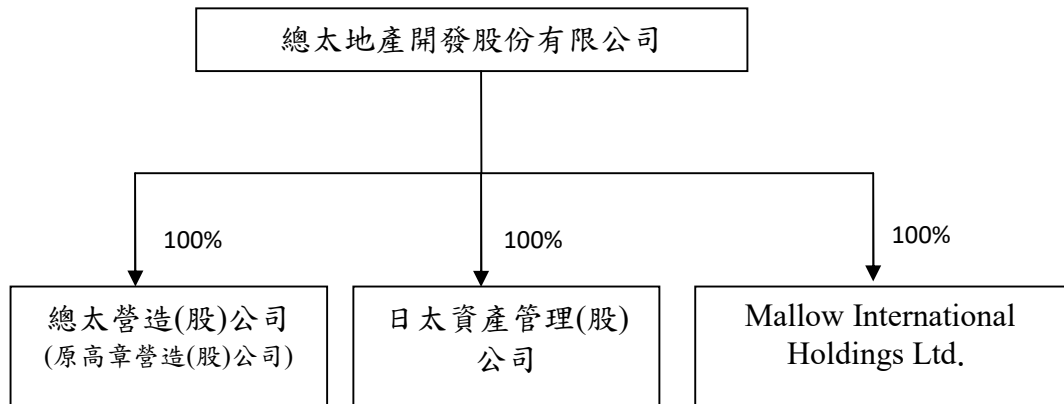 總太地產開發股份有限公司
100%
100%
100%
總太營造(股)公司
(原高章營造(股)公司)
日太資產管理(股)
公司
Mallow International
Holdings Ltd.